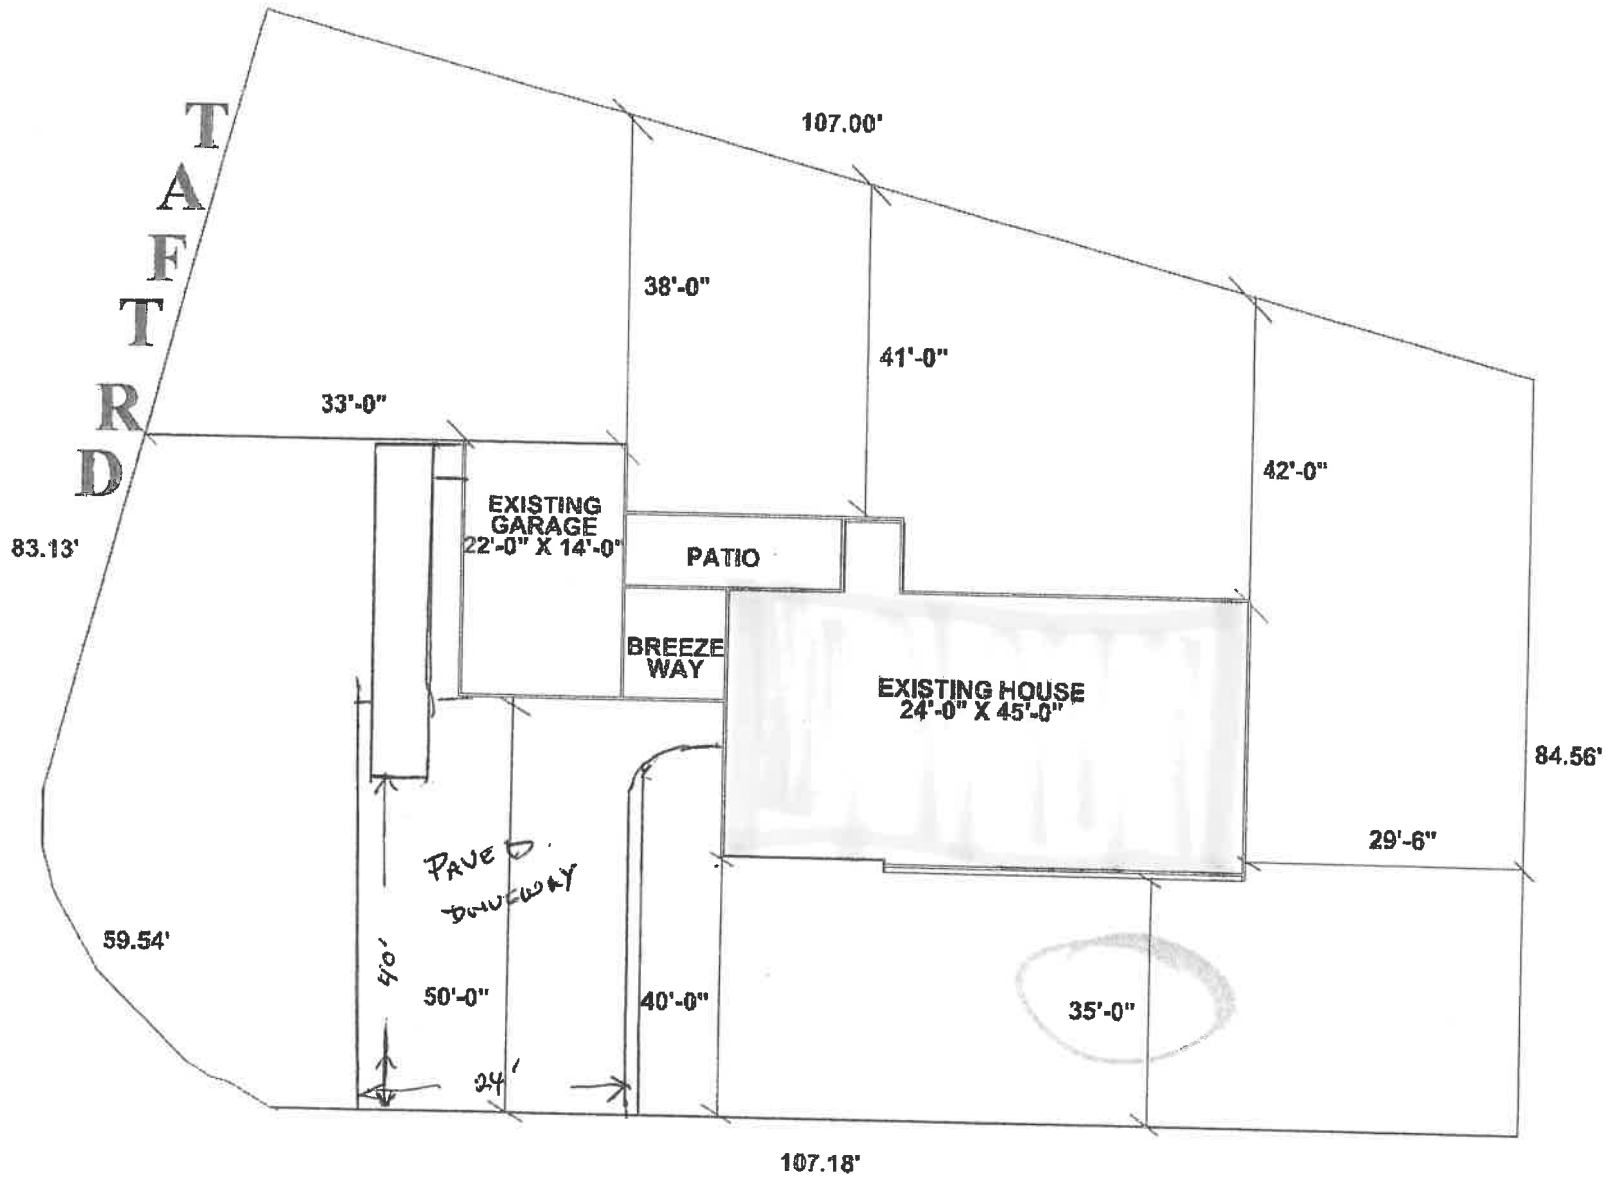 T
A
F
T
R
D
107.00'
38'-0"
41'-0"
33'-0"
42'-0"
83.13'
EXISTING
GARAGE
22'-0" X 14'-0"
PATIO
BREEZE
WAY
EXISTING HOUSE
24'-0" X 45'-0"
84.56'
29'-6"
PAVED
DRIVEWAY
59.54'
40'
50'-0"
40'-0"
35'-0"
24'
107.18'